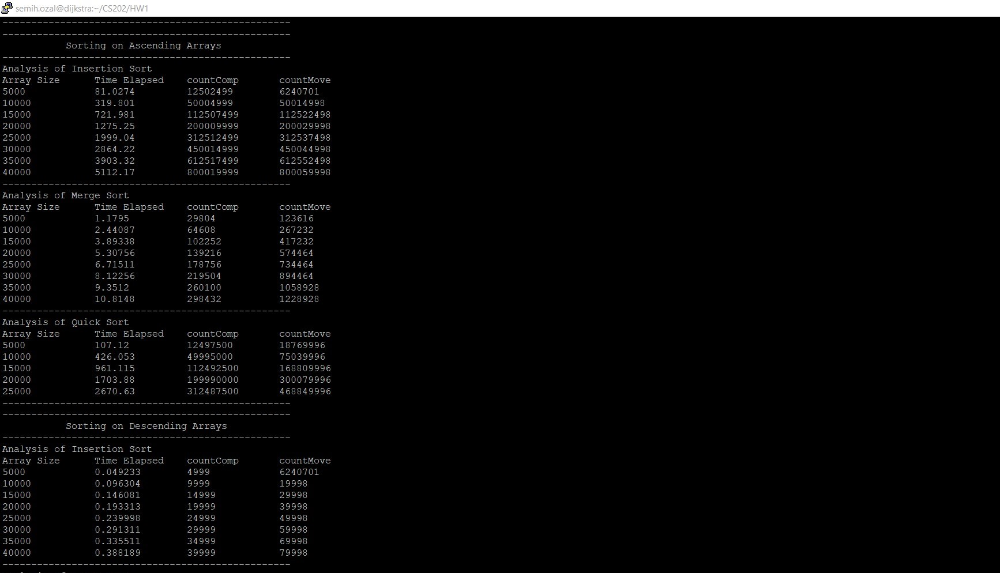 semih.ozal@dijkstra:~/CS202/HW1
--------------------------------------------------
--------------------------------------------------
Sorting on Ascending Arrays
--------------------------------------------------
Analysis of Insertion Sort
Array Size Time Elapsed countComp countMove
5000 81.0274 12502499 6240701
10000 319.801 50004999 50014998
15000 721.981 112507499 112522498
20000 1275.25 200009999 200029998
25000 1999.04 312512499 312537498
30000 2864.22 450014999 450044998
35000 3903.32 612517499 612552498
40000 5112.17 800019999 800059998
--------------------------------------------------
Analysis of Merge Sort
Array Size Time Elapsed countComp countMove
5000 1.1795 29804 123616
10000 2.44087 64608 267232
15000 3.89338 102252 417232
20000 5.30756 139216 574464
25000 6.71511 178756 734464
30000 8.12256 219504 894464
35000 9.3512 260100 1058928
40000 10.8148 298432 1228928
--------------------------------------------------
Analysis of Quick Sort
Array Size Time Elapsed countComp countMove
5000 107.12 12497500 18769996
10000 426.053 49995000 75039996
15000 961.115 112492500 168809996
20000 1703.88 199990000 300079996
25000 2670.63 312487500 468849996
--------------------------------------------------
--------------------------------------------------
Sorting on Descending Arrays
--------------------------------------------------
Analysis of Insertion Sort
Array Size Time Elapsed countComp countMove
5000 0.049233 4999 6240701
10000 0.096304 9999 19998
15000 0.146081 14999 29998
20000 0.193313 19999 39998
25000 0.239998 24999 49998
30000 0.291311 29999 59998
35000 0.335511 34999 69998
40000 0.388189 39999 79998
--------------------------------------------------